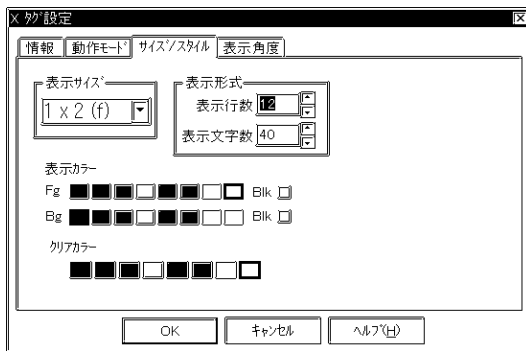 X ﾀｸﾞ設定
情報 動作ﾓｰﾄﾞ ｻｲｽﾞ/ｽﾀｲﾙ 表示角度
表示ｻｲｽﾞ
1 x 2 (f)
表示形式
表示行数 12
表示文字数 40
表示ｶﾗｰ
Fg Blk
Bg Blk
ｸﾘｱｶﾗｰ
OK ｷｬﾝｾﾙ ﾍﾙﾌﾟ(H)